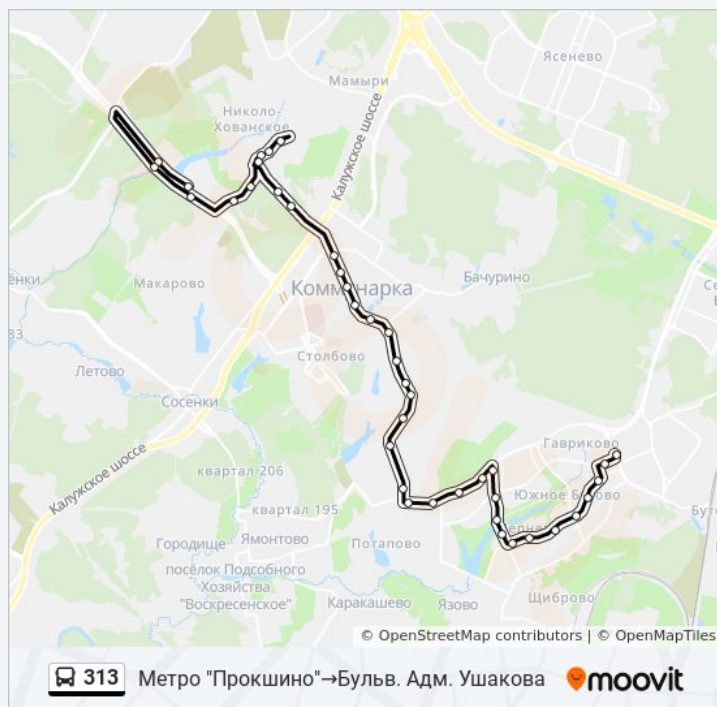 Ясенево
Мамыри
Николо-
Хованское
Калужское шоссе
Бачурино
Макарово
Коммунарка
83
Столбово
Летово
Сосенки
Калужское шоссе
квартал 206
Гавриково
Южное Бутово
квартал 195
Городище
Ямонтово
Потапово
посёлок Подсобного
Хозяйства
"Воскресенское"
Каракашево
Язово
Щиброво
© OpenStreetMap contributors | © OpenMapTiles
313 Метро "Прокшино"→Бульв. Адм. Ушакова moovit